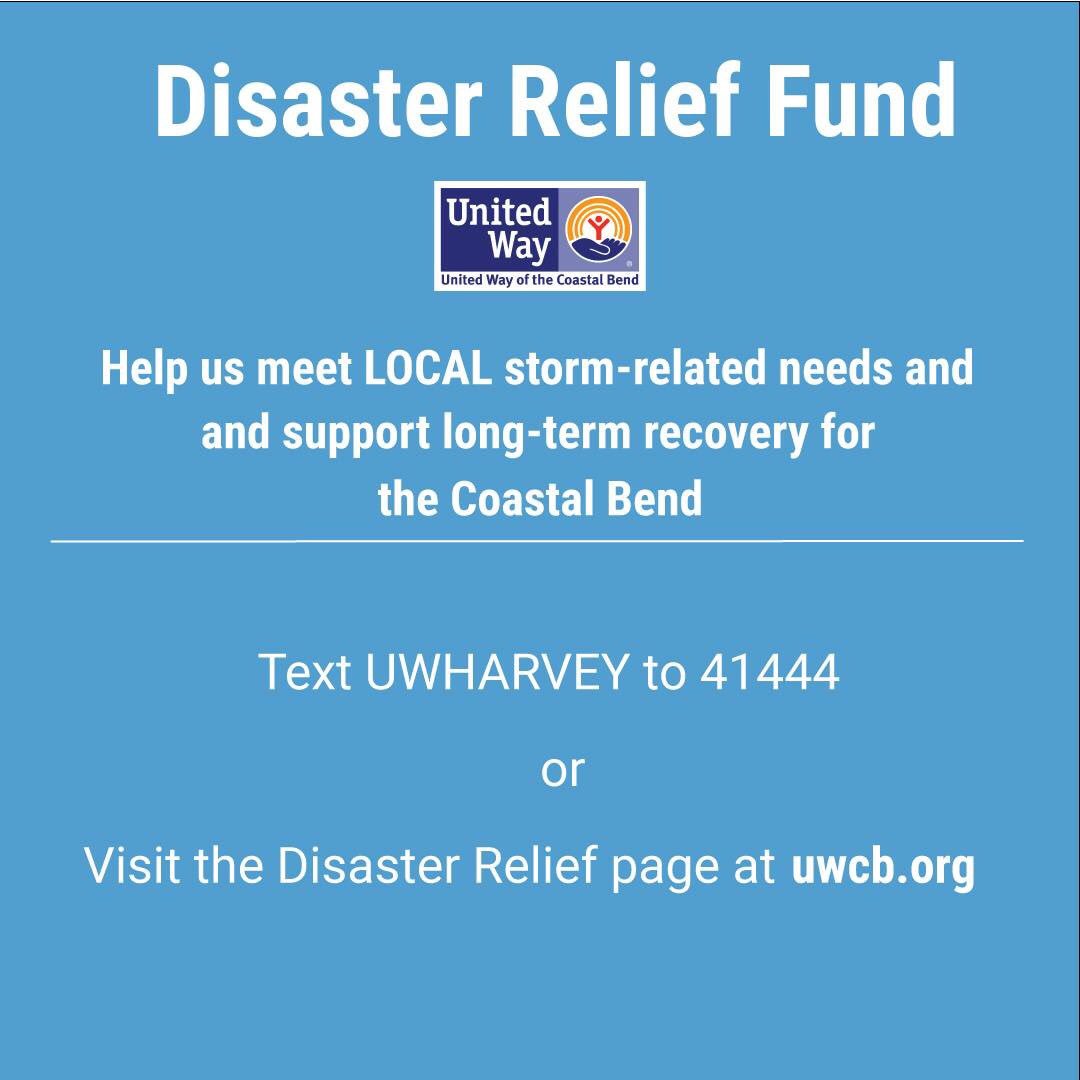 Disaster Relief Fund
United
Way
®
United Way of the Coastal Bend
Help us meet LOCAL storm-related needs and
and support long-term recovery for
the Coastal Bend
Text UWHARVEY to 41444
or
Visit the Disaster Relief page at uwcb.org